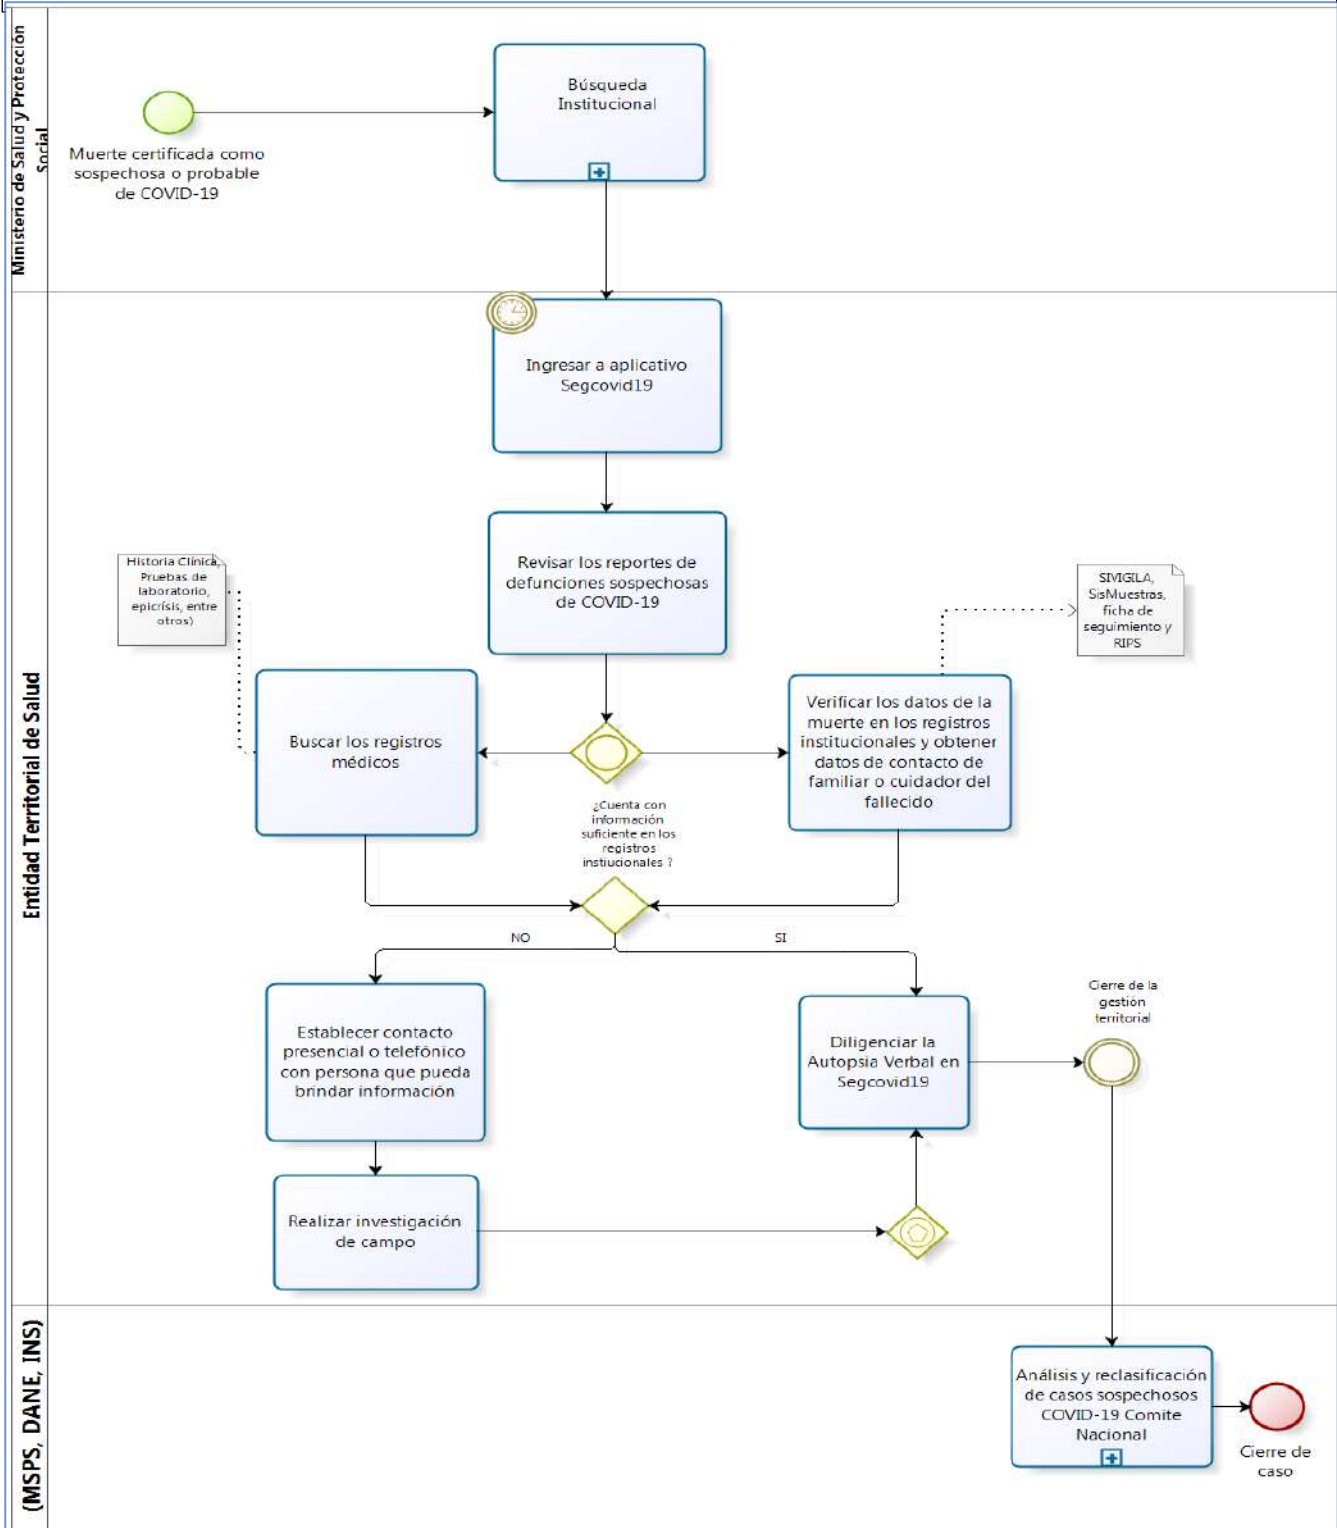 Ministerio de Salud y Protección
Social
Búsqueda
Institucional
Muerte certificada como
sospechosa o probable
de COVID-19
Entidad Territorial de Salud
Ingresar a aplicativo
Segcovid19
Revisar los reportes de
defunciones sospechosas
de COVID-19
Historia Clínica,
Pruebas de
laboratorio,
epicrísis, entre
otros)
SIVIGILA,
SisMuestras,
ficha de
seguimiento y
RIPS
Buscar los registros
médicos
Verificar los datos de la
muerte en los registros
institucionales y obtener
datos de contacto de
familiar o cuidador del
fallecido
¿Cuenta con
información
suficiente en los
registros
instiucionales ?
NO
SI
Establecer contacto
presencial o telefónico
con persona que pueda
brindar información
Diligenciar la
Autopsia Verbal en
Segcovid19
Cierre de la
gestión
territorial
Realizar investigación
de campo
(MSPS, DANE, INS)
Análisis y reclasificación
de casos sospechosos
COVID-19 Comite
Nacional
Cierre de
caso